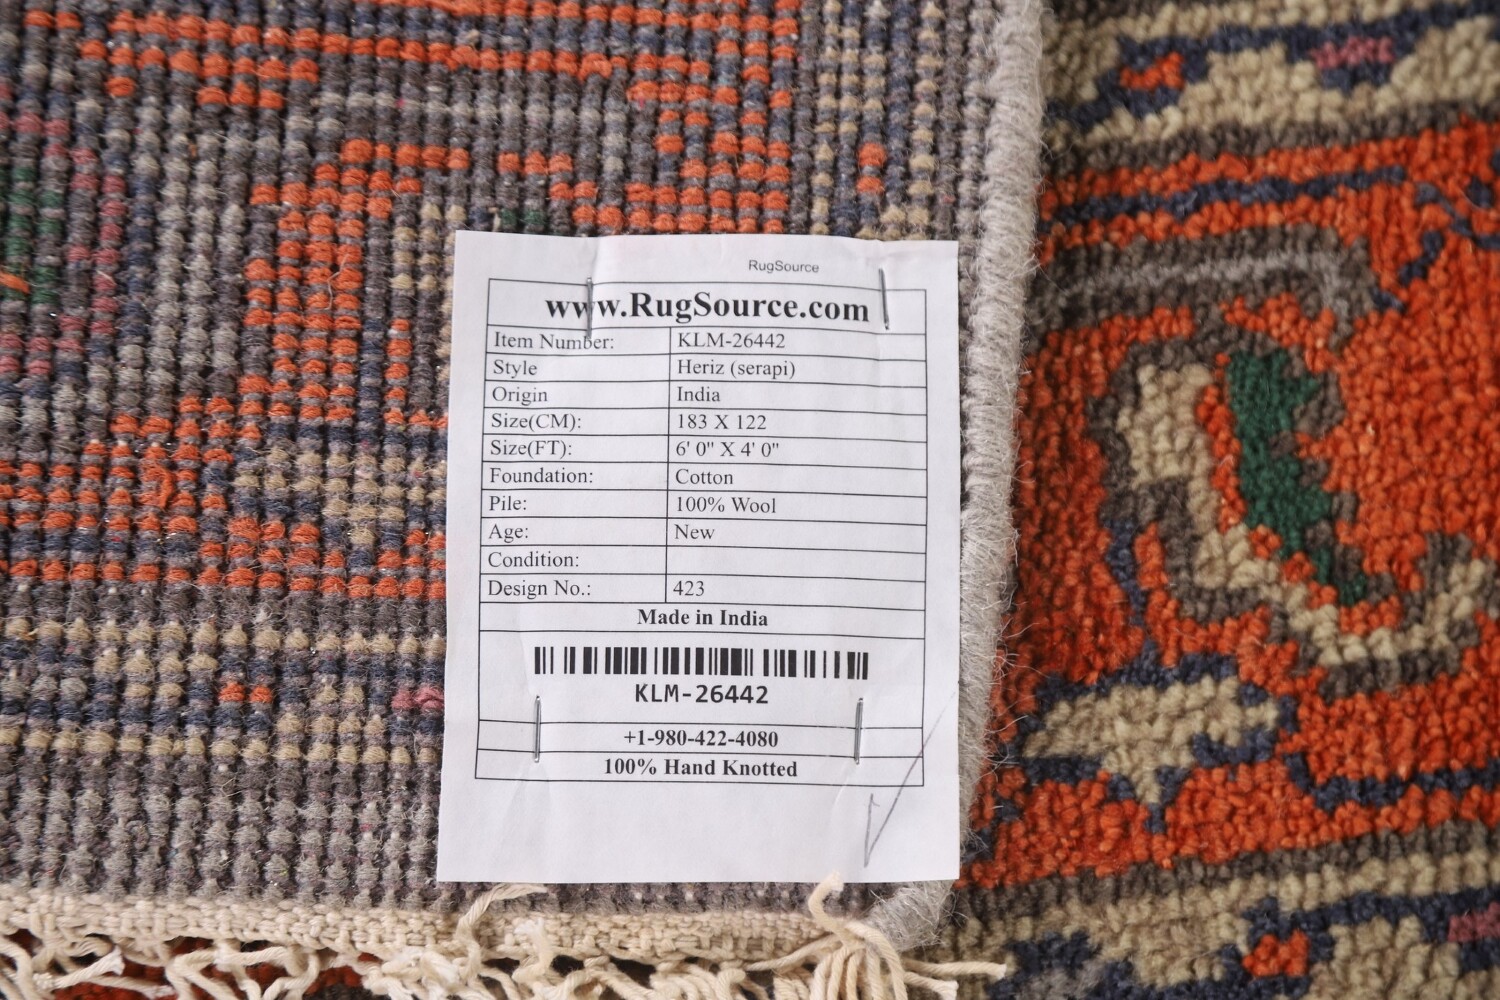 RugSource
www.RugSource.com
Item Number: KLM-26442
Style Heriz (serapi)
Origin India
Size(CM): 183 X 122
Size(FT): 6' 0" X 4' 0"
Foundation: Cotton
Pile: 100% Wool
Age: New
Condition:
Design No.: 423
Made in India
KLM-26442
+1-980-422-4080
100% Hand Knotted